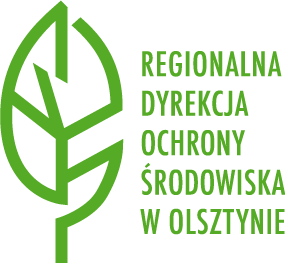 REGIONALNA
DYREKCJA
OCHRONY
ŚRODOWISKA
W OLSZTYNIE